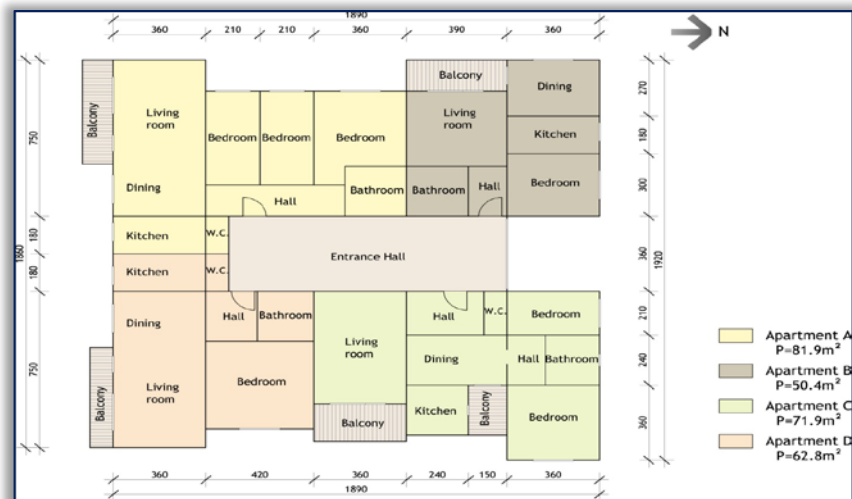 1890
360 210 210 360 390 360
N
Balcony
Living
room
Dining
Bedroom
Bedroom
Bedroom
Hall
Bathroom
Balcony
Living
room
Bathroom
Hall
Dining
Kitchen
Bedroom
750
180
180
750
1860
270
180
300
360
210
240
360
1920
Kitchen
W.C.
Kitchen
W.C.
Entrance Hall
Dining
Living
room
Balcony
Hall
Bathroom
Bedroom
Living
room
Balcony
Hall
W.C.
Dining
Kitchen
Balcony
Bedroom
Hall
Bathroom
Bedroom
Apartment A
P=81.9m²
Apartment B
P=50.4m²
Apartment C
P=71.9m²
Apartment D
P=62.8m²
360 420 360 240 150 360
1890